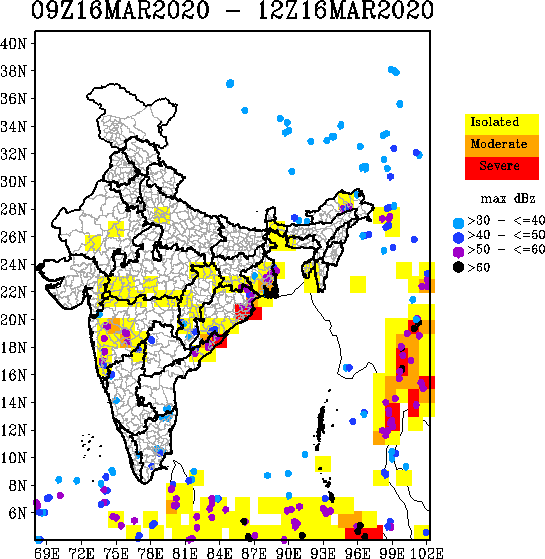 09Z16MAR2020 - 12Z16MAR2020
40N
38N
36N
34N
32N
30N
28N
26N
24N
22N
20N
18N
16N
14N
12N
10N
8N
6N
69E 72E 75E 78E 81E 84E 87E 90E 93E 96E 99E 102E
Isolated
Moderate
Severe
max dBz
>30 - <=40
>40 - <=50
>50 - <=60
>60